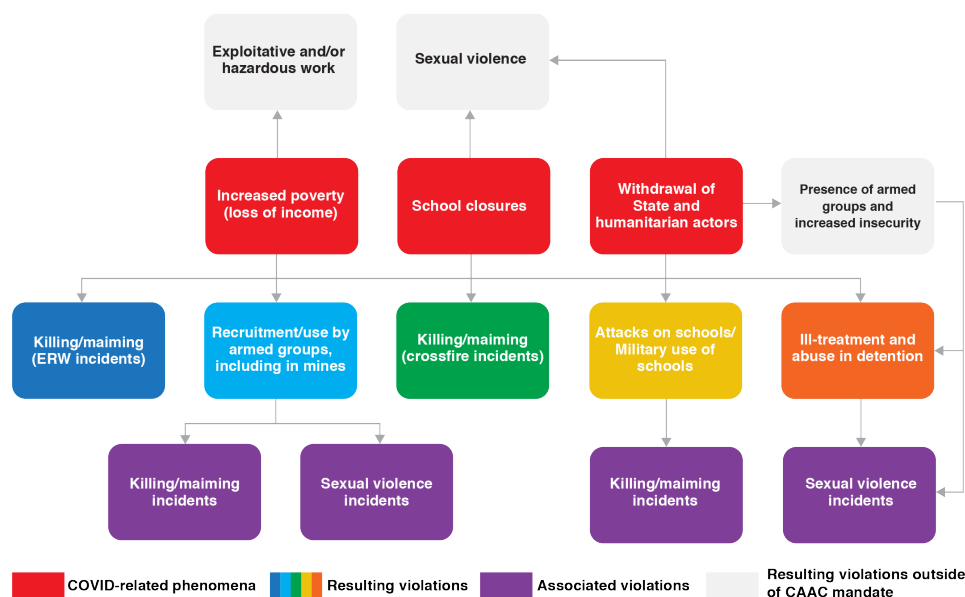 Exploitative and/or
hazardous work
Sexual violence
Increased poverty
(loss of income)
School closures
Withdrawal of
State and
humanitarian actors
Presence of armed
groups and
increased insecurity
Killing/maiming
(ERW incidents)
Recruitment/use by
armed groups,
including in mines
Killing/maiming
(crossfire incidents)
Attacks on schools/
Military use of
schools
Ill-treatment and
abuse in detention
Killing/maiming
incidents
Sexual violence
incidents
Killing/maiming
incidents
Sexual violence
incidents
COVID-related phenomena
Resulting violations
Associated violations
Resulting violations outside
of CAAC mandate